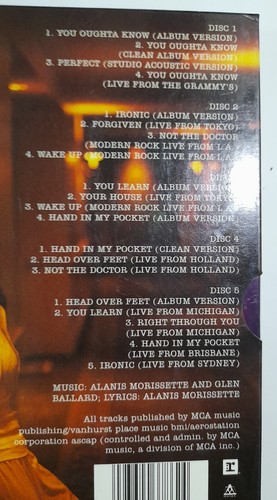 DISC 1
1. YOU OUGHTA KNOW (ALBUM VERSION)
2. YOU OUGHTA KNOW
(CLEAN ALBUM VERSION)
3. PERFECT (STUDIO ACOUSTIC VERSION)
4. YOU OUGHTA KNOW
(LIVE FROM THE GRAMMY'S)
DISC 2
1. IRONIC (ALBUM VERSION)
2. FORGIVEN (LIVE FROM TOKYO)
3. NOT THE DOCTOR
(MODERN ROCK LIVE FROM L.A.)
4. WAKE UP (MODERN ROCK LIVE FROM L.A.
DISC
1. YOU LEARN (ALBUM VERSION)
2. YOUR HOUSE (LIVE FROM TOKYO)
3. WAKE UP (MODERN ROCK LIVE FROM L.A.
4. HAND IN MY POCKET (ALBUM VERSION)
DISC 4
1. HAND IN MY POCKET (CLEAN VERSION)
2. HEAD OVER FEET (LIVE FROM HOLLAND)
3. NOT THE DOCTOR (LIVE FROM HOLLAND)
DISC 5
1. HEAD OVER FEET (ALBUM VERSION)
2. YOU LEARN (LIVE FROM MICHIGAN)
3. RIGHT THROUGH YOU
(LIVE FROM MICHIGAN)
4. HAND IN MY POCKET
(LIVE FROM BRISBANE)
5. IRONIC (LIVE FROM SYDNEY)
MUSIC: ALANIS MORISSETTE AND GLEN
BALLARD; LYRICS: ALANIS MORISSETTE
All tracks published by MCA music
publishing/vanhurst place music bmi/aerostation
corporation ascap (controlled and admin. by MCA
music, a division of MCA inc.)
r